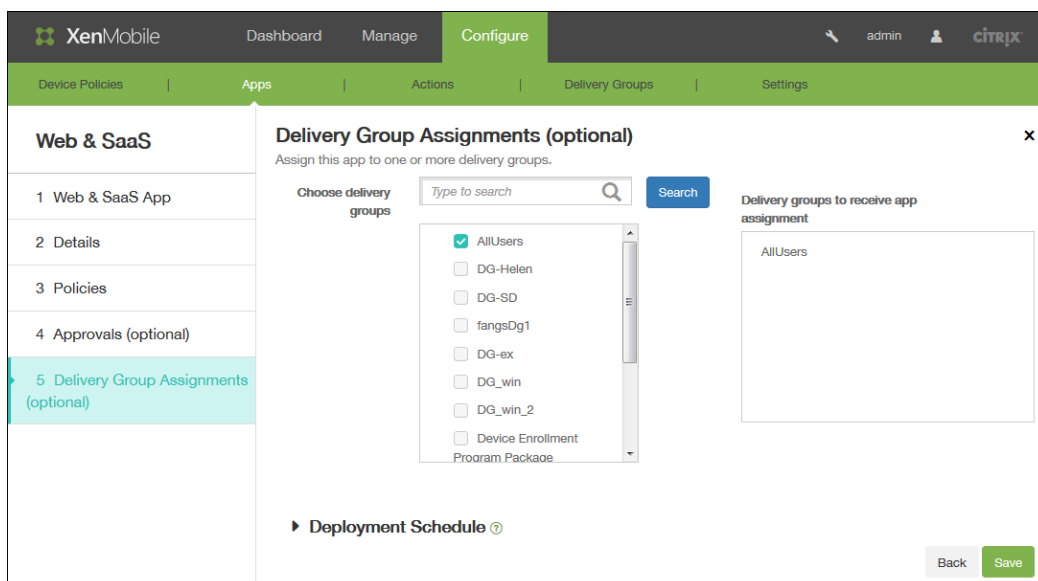 XenMobile
Dashboard
Manage
Configure
admin
CİTRIX
Device Policies
Apps
Actions
Delivery Groups
Settings
Web & SaaS
1 Web & SaaS App
2 Details
3 Policies
4 Approvals (optional)
5 Delivery Group Assignments
(optional)
Delivery Group Assignments (optional)
Assign this app to one or more delivery groups.
Choose delivery
groups
Type to search
Search
AllUsers
DG-Helen
DG-SD
fangsDg1
DG-ex
DG_win
DG_win_2
Device Enrollment
Program Package
Delivery groups to receive app
assignment
AllUsers
Deployment Schedule
Back
Save